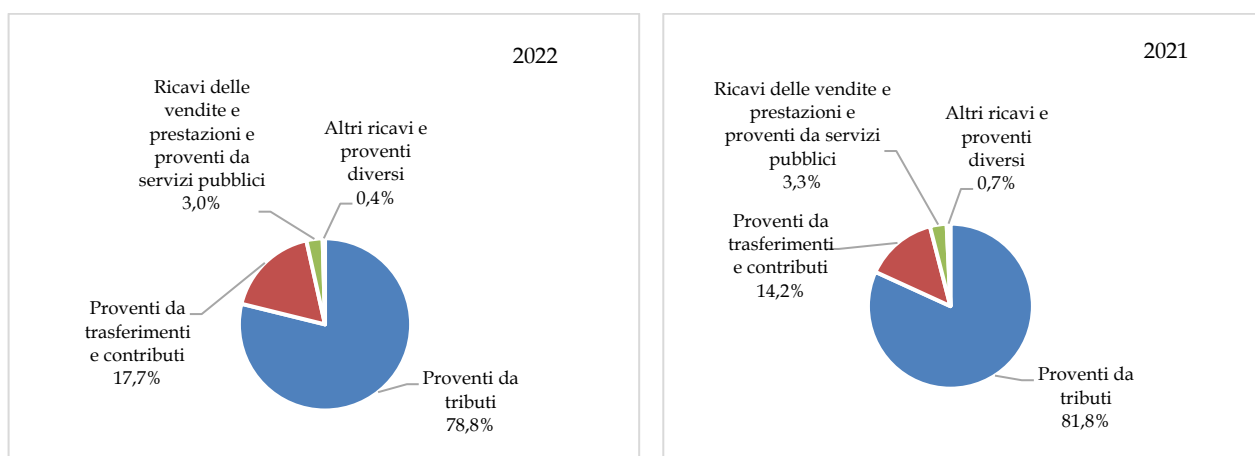 2022
Ricavi delle
vendite e
prestazioni e
proventi da
servizi pubblici
3,0%
Altri ricavi e
proventi
diversi
0,4%
Proventi da
trasferimenti
e contributi
17,7%
Proventi da
tributi
78,8%
2021
Ricavi delle vendite e
prestazioni e
proventi da servizi
pubblici
3,3%
Altri ricavi e
proventi diversi
0,7%
Proventi da
trasferimenti
e contributi
14,2%
Proventi da
tributi
81,8%